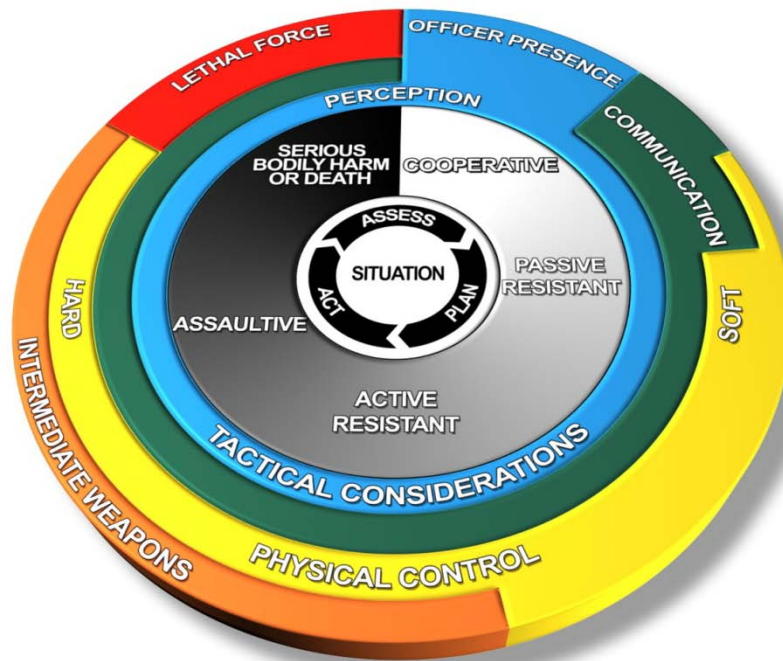 LETHAL FORCE
OFFICER PRESENCE
PERCEPTION
COMMUNICATION
SERIOUS
BODILY HARM
OR DEATH
COOPERATIVE
ASSESS
SITUATION
PLAN
ACT
PASSIVE
RESISTANT
SOFT
HARD
ASSAULTIVE
ACTIVE
RESISTANT
TACTICAL CONSIDERATIONS
INTERMEDIATE WEAPONS
PHYSICAL CONTROL